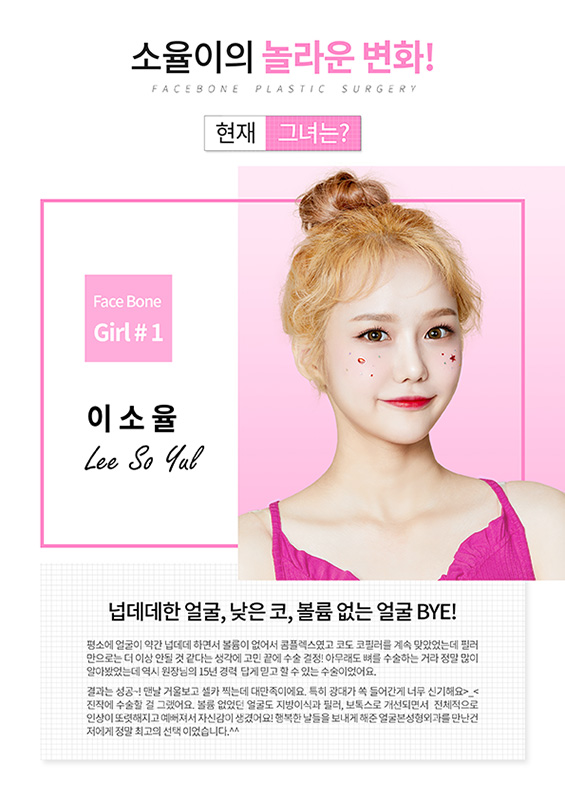 소율이의 놀라운 변화!
FACEBONE PLASTIC SURGERY
현재 그녀는?
Face Bone
Girl # 1
이 소 율
Lee So Yul
넙데데한 얼굴, 낮은 코, 볼륨 없는 얼굴 BYE!
평소에 얼굴이 약간 넙데데 하면서 볼륨이 없어서 콤플렉스였고 코도 코필러를 계속 맞았었는데 필러
만으로는 더 이상 안될 것 같다는 생각에 고민 끝에 수술 결정! 아무래도 뼈를 수술하는 거라 정말 많이
알아봤었는데 역시 원장님의 15년 경력 답게 믿고 할 수 있는 수술이었어요.
결과는 성공~! 맨날 거울보고 셀카 찍는데 대만족이에요. 특히 광대가 쏙 들어간게 너무 신기해요>_<
진작에 수술할 걸 그랬어요. 볼륨 없었던 얼굴도 지방이식과 필러, 보톡스로 개선되면서 전체적으로
인상이 또렷해지고 예뻐져서 자신감이 생겼어요! 행복한 날들을 보내게 해준 얼굴본성형외과를 만난건
저에게 정말 최고의 선택 이었습니다.^^